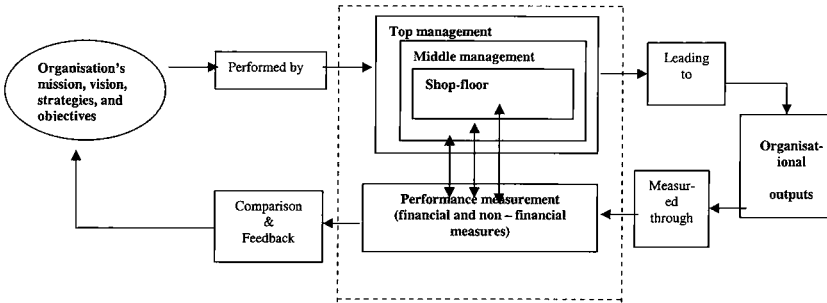 Organisation's
mission, vision,
strategies, and
objectives
Performed by
Top management
Middle management
Shop-floor
Leading
to
Organisat-
ional
outputs
Measur-
ed
through
Performance measurement
(financial and non – financial
measures)
Comparison
&
Feedback